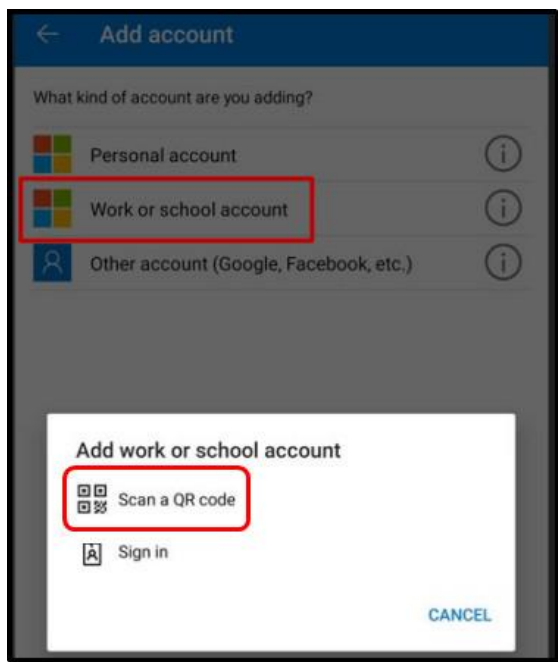 Add account
What kind of account are you adding?
Personal account
Work or school account
Other account (Google, Facebook, etc.)
Add work or school account
Scan a QR code
Sign in
CANCEL